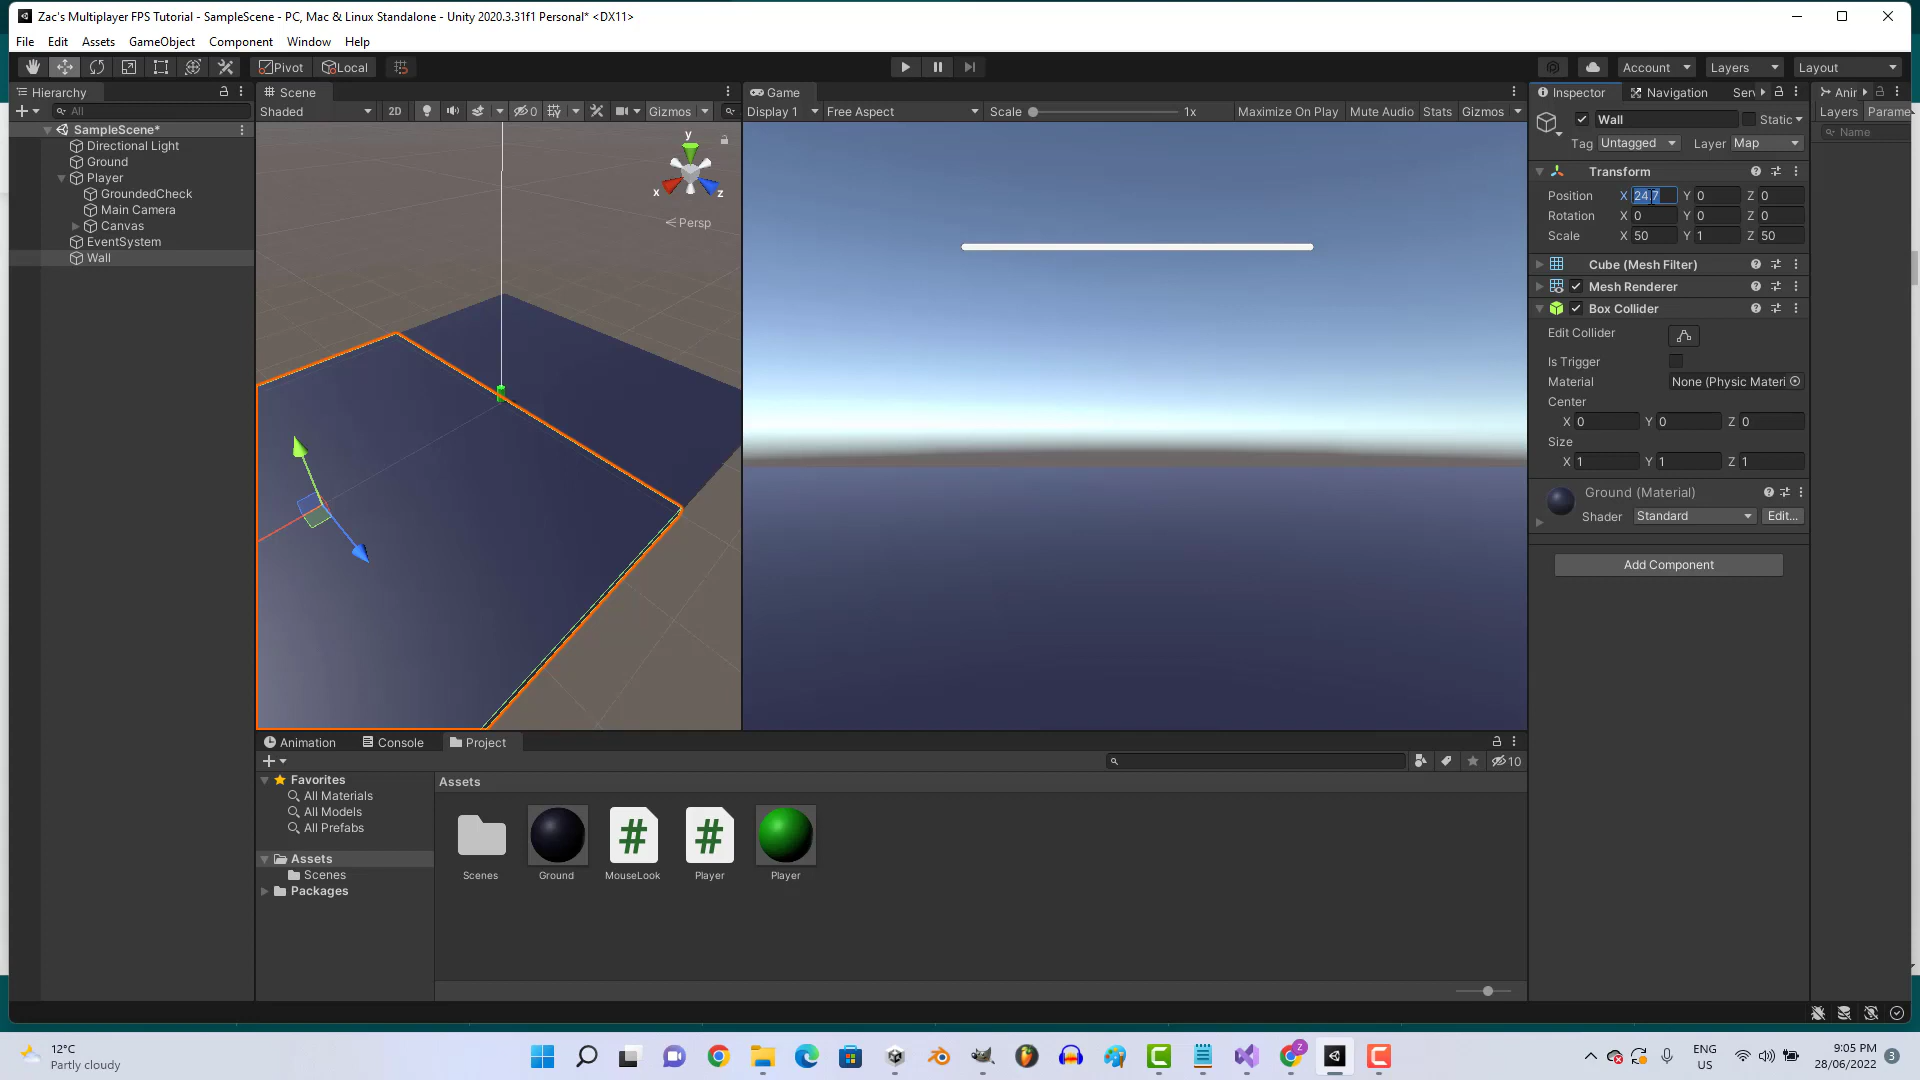 Zac's Multiplayer FPS Tutorial - SampleScene - PC, Mac & Linux Standalone - Unity 2020.3.31f1 Personal* <DX11>
File Edit Assets GameObject Component Window Help
Pivot Local Account Layers Layout
Hierarchy Scene Game Inspector Navigation Ser
All Shaded 2D 0 Gizmos Display 1 Free Aspect Scale 1x Maximize On Play Mute Audio Stats Gizmos Layers Parame
SampleScene*
Directional Light
Ground
Player
GroundedCheck
Main Camera
Canvas
EventSystem
Wall
y
x z
Persp
Wall Static
Tag Untagged Layer Map
Transform
Position X 24.7 Y 0 Z 0
Rotation X 0 Y 0 Z 0
Scale X 50 Y 1 Z 50
Cube (Mesh Filter)
Mesh Renderer
Box Collider
Edit Collider
Is Trigger
Material None (Physic Materi
Center
X 0 Y 0 Z 0
Size
X 1 Y 1 Z 1
Ground (Material)
Shader Standard Edit...
Add Component
Name
Animation Console Project
10
Favorites
All Materials
All Models
All Prefabs
Assets
Scenes
Packages
Assets
Scenes Ground MouseLook Player Player
12°C
Partly cloudy
ENG
US
9:05 PM
28/06/2022
3